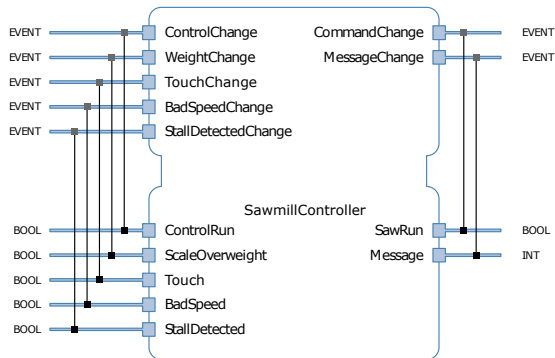 EVENT ControlChange CommandChange EVENT
EVENT WeightChange MessageChange EVENT
EVENT TouchChange
EVENT BadSpeedChange
EVENT StallDetectedChange
SawmillController
BOOL ControlRun SawRun BOOL
BOOL ScaleOverweight Message INT
BOOL Touch
BOOL BadSpeed
BOOL StallDetected